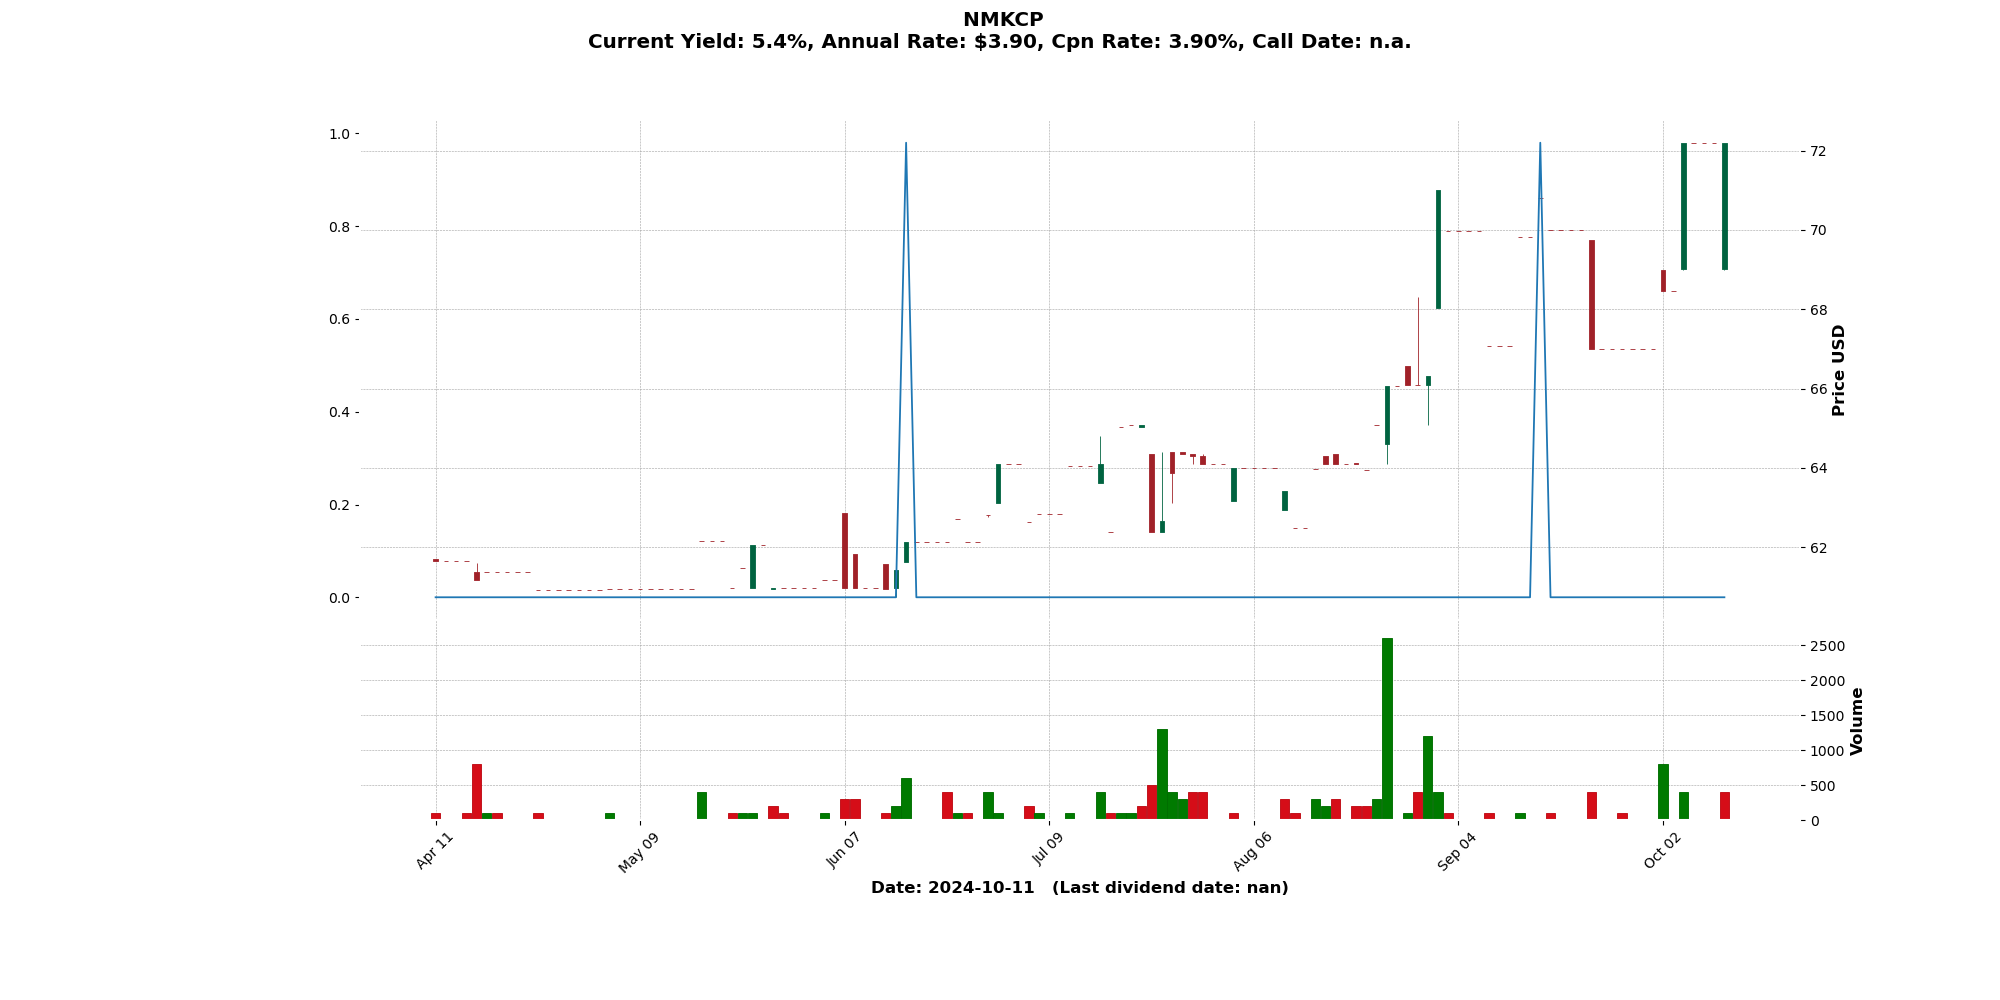 NMKCP
Current Yield: 5.4%, Annual Rate: $3.90, Cpn Rate: 3.90%, Call Date: n.a.
1.0
0.8
0.6
0.4
0.2
0.0
72
70
68
66
64
62
Price USD
2500
2000
1500
1000
500
0
Volume
Apr 11
May 09
Jun 07
Jul 09
Aug 06
Sep 04
Oct 02
Date: 2024-10-11   (Last dividend date: nan)